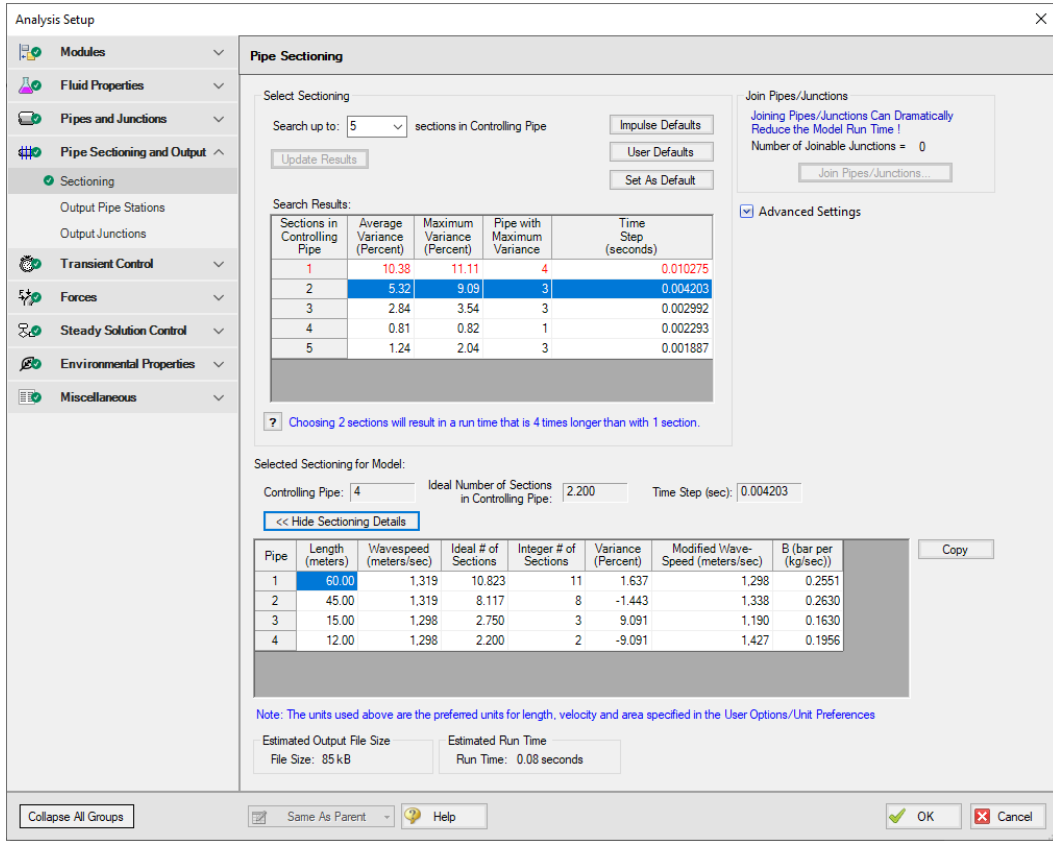 Analysis Setup
Modules
Fluid Properties
Pipes and Junctions
Pipe Sectioning and Output
Sectioning
Output Pipe Stations
Output Junctions
Transient Control
Forces
Steady Solution Control
Environmental Properties
Miscellaneous
Collapse All Groups
Pipe Sectioning
Select Sectioning
Search up to: 5 sections in Controlling Pipe
Update Results
Impulse Defaults
User Defaults
Set As Default
Search Results:
Sections in Controlling Pipe Average Variance (Percent) Maximum Variance (Percent) Pipe with Maximum Variance Time Step (seconds)
1 10.38 11.11 4 0.010275
2 5.32 9.09 3 0.004203
3 2.84 3.54 3 0.002992
4 0.81 0.82 1 0.002293
5 1.24 2.04 3 0.001887
? Choosing 2 sections will result in a run time that is 4 times longer than with 1 section.
Join Pipes/Junctions
Joining Pipes/Junctions Can Dramatically
Reduce the Model Run Time !
Number of Joinable Junctions = 0
Join Pipes/Junctions...
Advanced Settings
Selected Sectioning for Model:
Controlling Pipe: 4 Ideal Number of Sections in Controlling Pipe: 2.200 Time Step (sec): 0.004203
<< Hide Sectioning Details
Pipe Length (meters) Wavespeed (meters/sec) Ideal # of Sections Integer # of Sections Variance (Percent) Modified Wave-Speed (meters/sec) B (bar per (kg/sec))
1 60.00 1,319 10.823 11 1.637 1,298 0.2551
2 45.00 1,319 8.117 8 -1.443 1,338 0.2630
3 15.00 1,298 2.750 3 9.091 1,190 0.1630
4 12.00 1,298 2.200 2 -9.091 1,427 0.1956
Copy
Note: The units used above are the preferred units for length, velocity and area specified in the User Options/Unit Preferences
Estimated Output File Size
File Size: 85 kB
Estimated Run Time
Run Time: 0.08 seconds
Same As Parent
Help
OK
Cancel